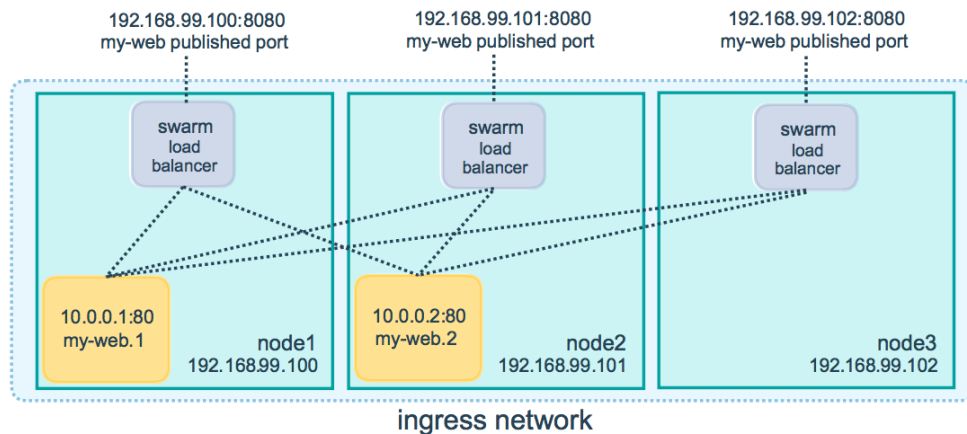 192.168.99.100:8080
my-web published port
192.168.99.101:8080
my-web published port
192.168.99.102:8080
my-web published port
swarm
load
balancer
swarm
load
balancer
swarm
load
balancer
10.0.0.1:80
my-web.1
node1
192.168.99.100
10.0.0.2:80
my-web.2
node2
192.168.99.101
node3
192.168.99.102
ingress network